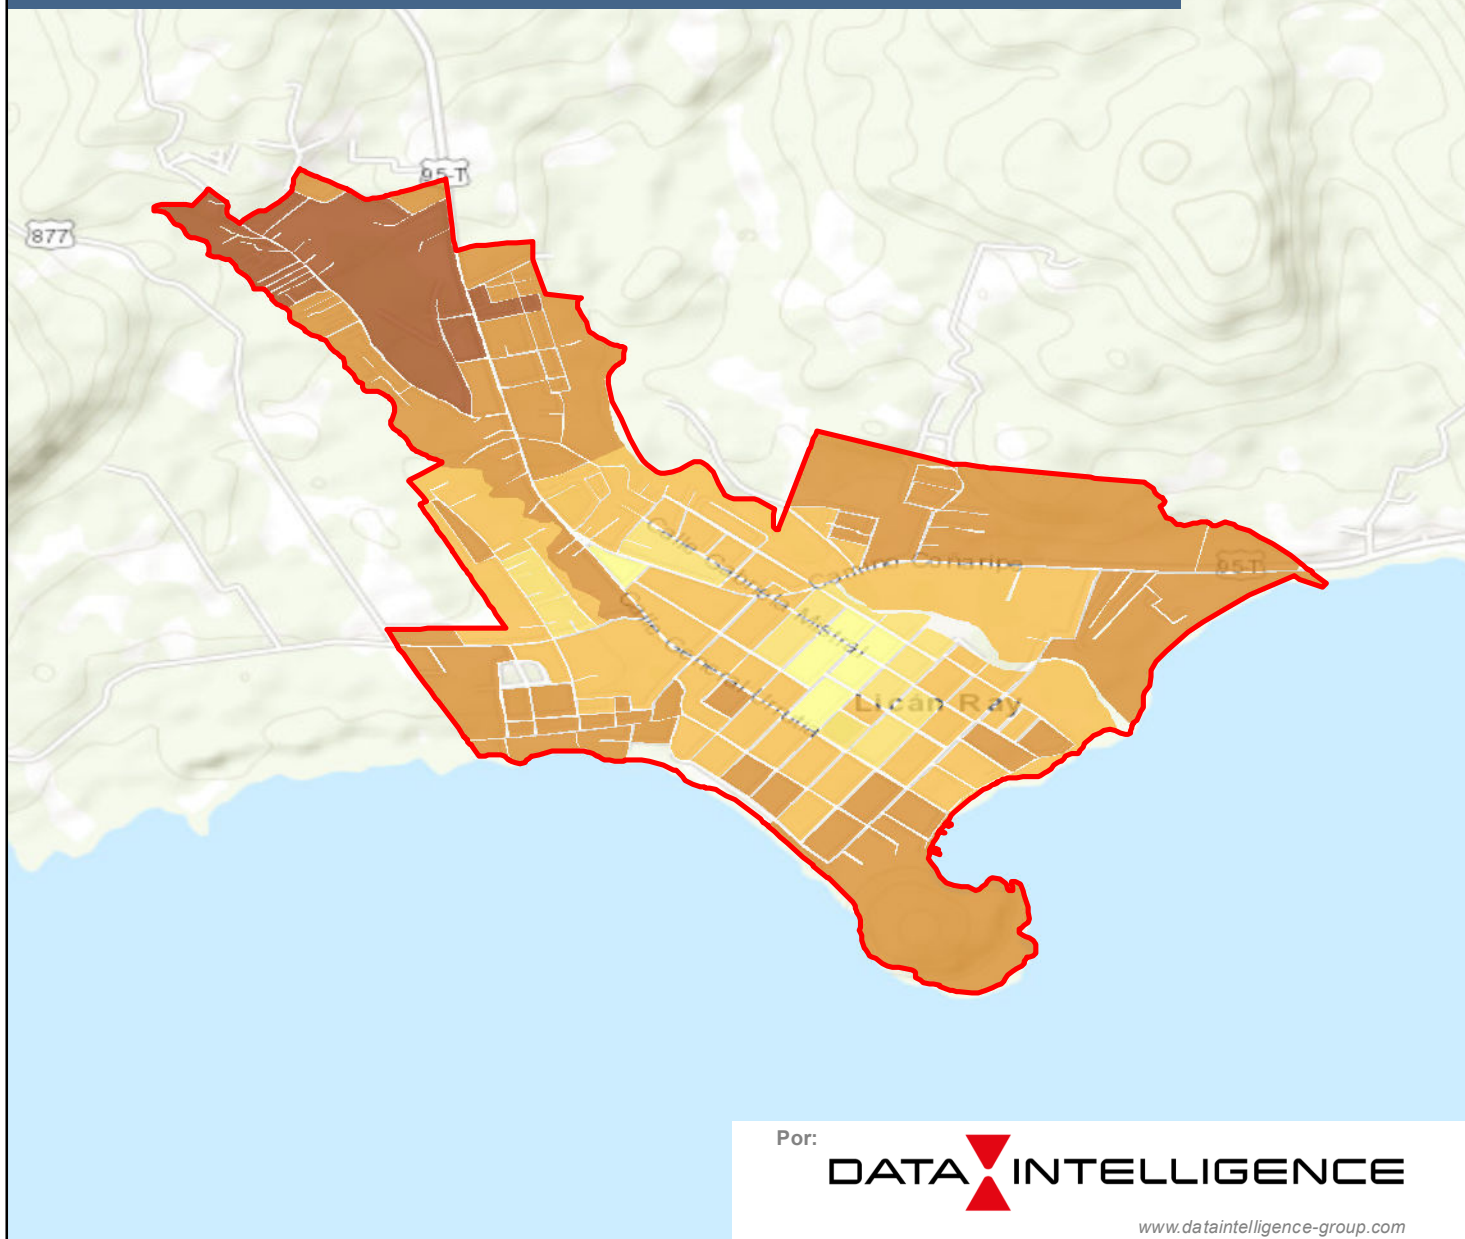 95-T
877
Calle Gabriela Mistral
Camino Coñaripe
95-T
Calle General Urrutia
Licán Ray
Por:
DATA INTELLIGENCE
www.dataintelligence-group.com